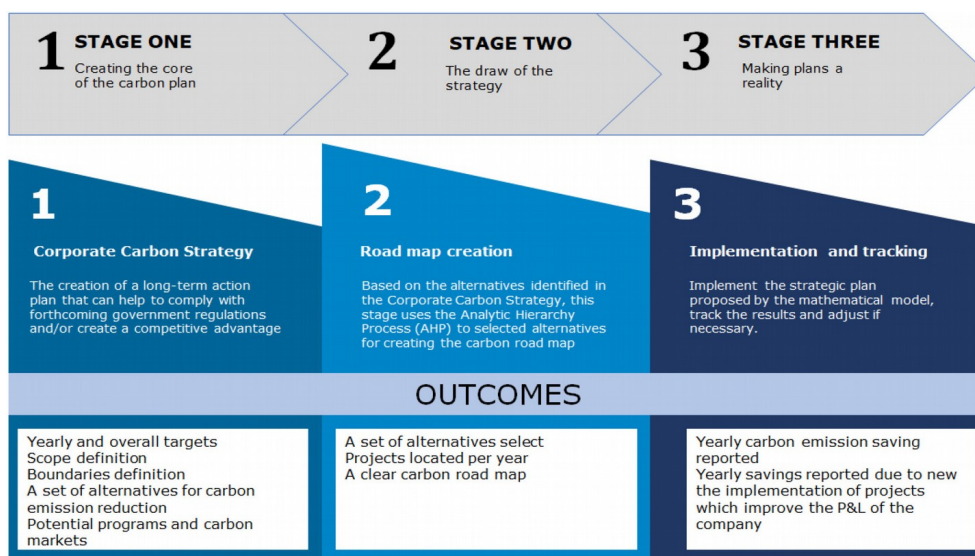 1 STAGE ONE
Creating the core
of the carbon plan
2 STAGE TWO
The draw of the
strategy
3 STAGE THREE
Making plans a
reality
1
Corporate Carbon Strategy
The creation of a long-term action
plan that can help to comply with
forthcoming government regulations
and/or create a competitive advantage
2
Road map creation
Based on the alternatives identified in
the Corporate Carbon Strategy, this
stage uses the Analytic Hierarchy
Process (AHP) to selected alternatives
for creating the carbon road map
3
Implementation and tracking
Implement the strategic plan
proposed by the mathematical model,
track the results and adjust if
necessary.
OUTCOMES
Yearly and overall targets
Scope definition
Boundaries definition
A set of alternatives for carbon
emission reduction
Potential programs and carbon
markets
A set of alternatives select
Projects located per year
A clear carbon road map
Yearly carbon emission saving
reported
Yearly savings reported due to new
the implementation of projects
which improve the P&L of the
company